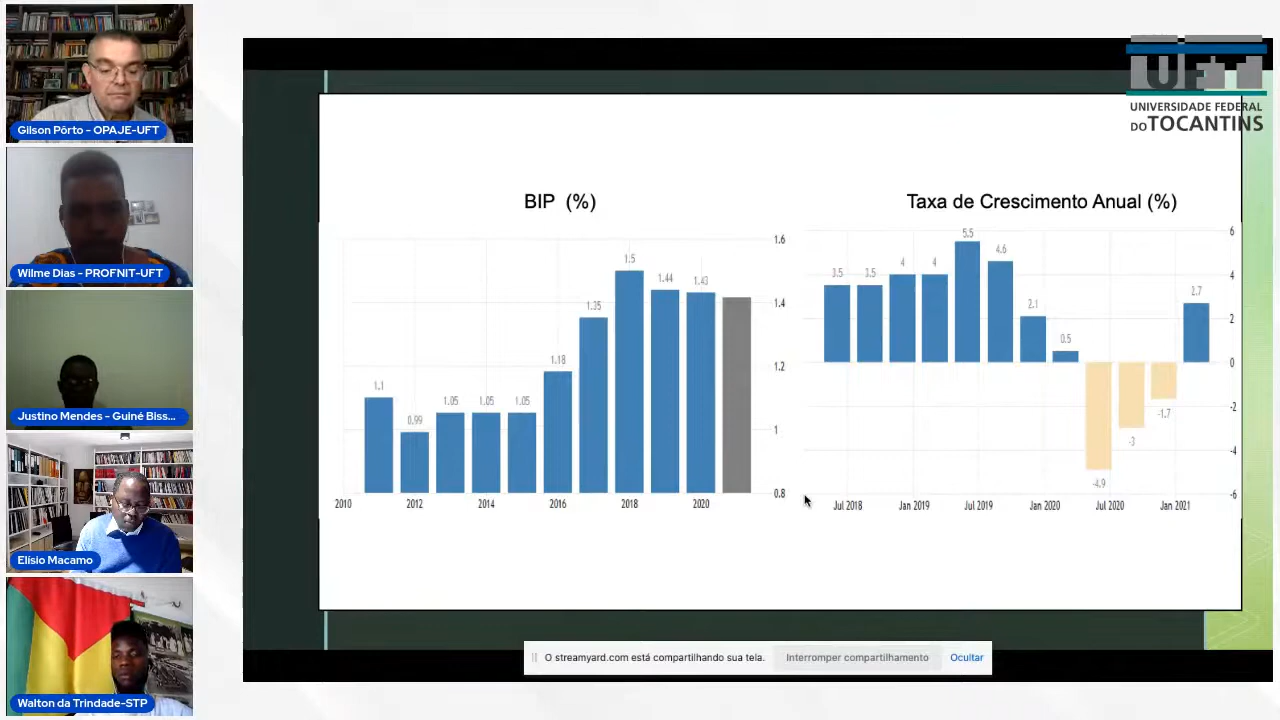 Gilson Pôrto - OPAJE-UFT
Wilme Dias - PROFNIT-UFT
Justino Mendes - Guiné Biss...
Elísio Macamo
Walton da Trindade-STP
UFT
UNIVERSIDADE FEDERAL
DO TOCANTINS
BIP (%)
1.6
1.4
1.2
1
0.8
1.1
0.99
1.05
1.05
1.05
1.18
1.35
1.5
1.44
1.43
2010
2012
2014
2016
2018
2020
Taxa de Crescimento Anual (%)
6
4
2
0
-2
-4
-6
3.5
3.5
4
4
5.5
4.6
2.1
0.5
-4.9
-3
-1.7
2.7
Jul 2018
Jan 2019
Jul 2019
Jan 2020
Jul 2020
Jan 2021
O streamyard.com está compartilhando sua tela.
Interromper compartilhamento
Ocultar